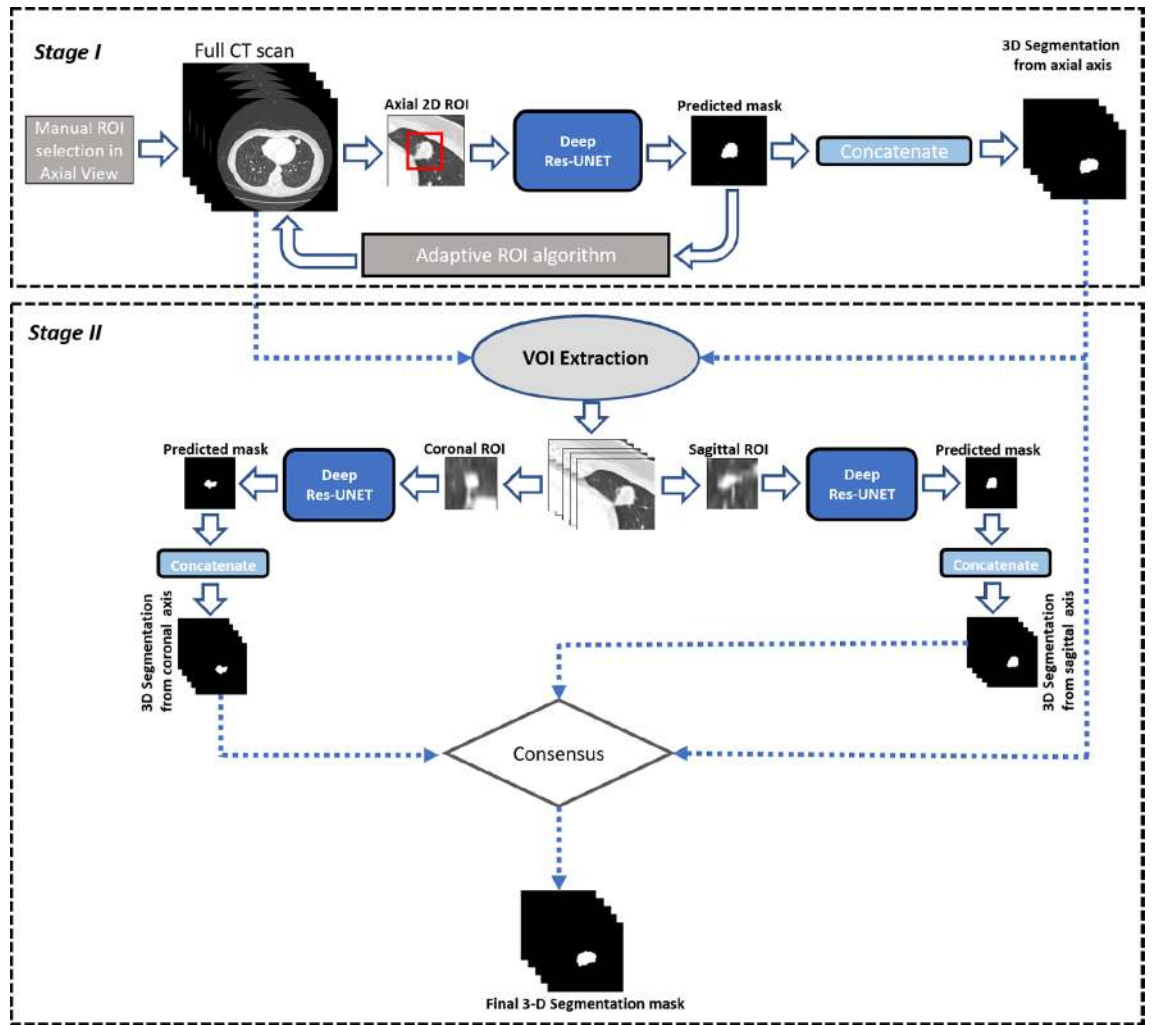 Stage I
Full CT scan
3D Segmentation
from axial axis
Manual ROI
selection in
Axial View
Axial 2D ROI
Deep
Res-UNET
Predicted mask
Concatenate
Adaptive ROI algorithm
Stage II
VOI Extraction
Predicted mask
Deep
Res-UNET
Coronal ROI
Sagittal ROI
Deep
Res-UNET
Predicted mask
Concatenate
Concatenate
3D Segmentation
from coronal axis
3D Segmentation
from sagittal axis
Consensus
Final 3-D Segmentation mask